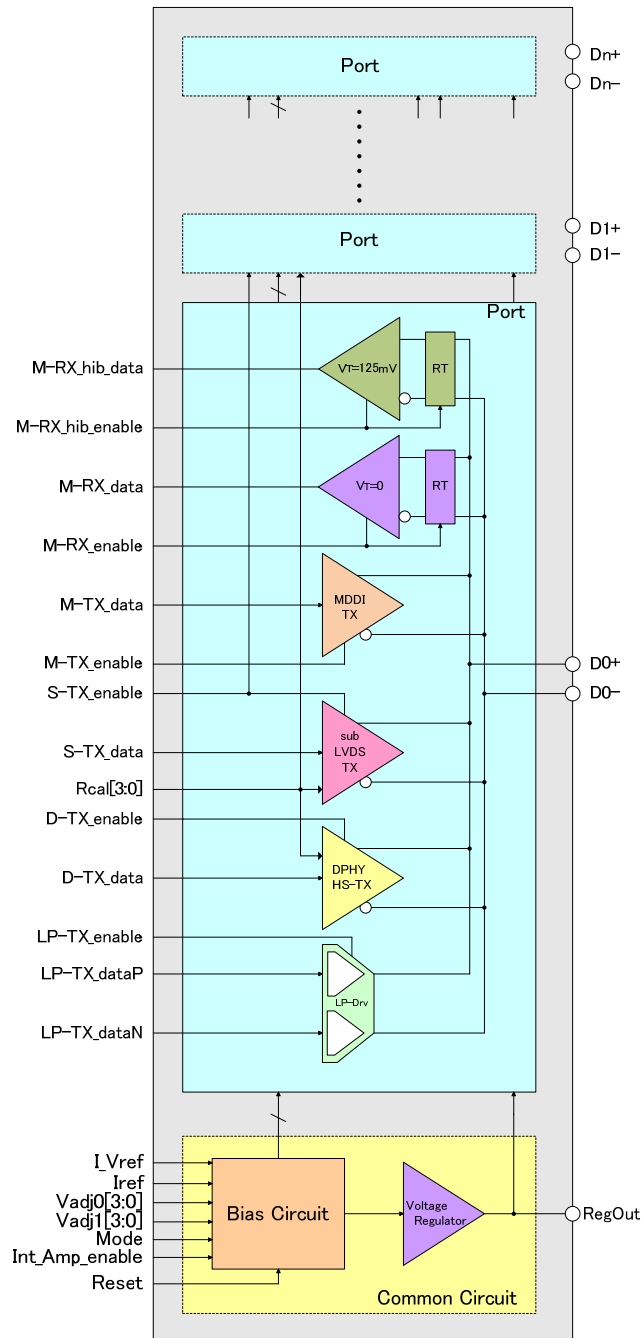 Port
Dn+
Dn-
Port
D1+
D1-
Port
M-RX_hib_data
VT=125mV
RT
M-RX_hib_enable
M-RX_data
VT=0
RT
M-RX_enable
M-TX_data
MDDI
TX
M-TX_enable
D0+
S-TX_enable
D0-
sub
LVDS
TX
S-TX_data
Rcal[3:0]
D-TX_enable
D-TX_data
DPHY
HS-TX
LP-TX_enable
LP-TX_dataP
LP-Drv
LP-TX_dataN
I_Vref
Iref
Vadj0[3:0]
Vadj1[3:0]
Mode
Int_Amp_enable
Reset
Bias Circuit
Voltage
Regulator
RegOut
Common Circuit